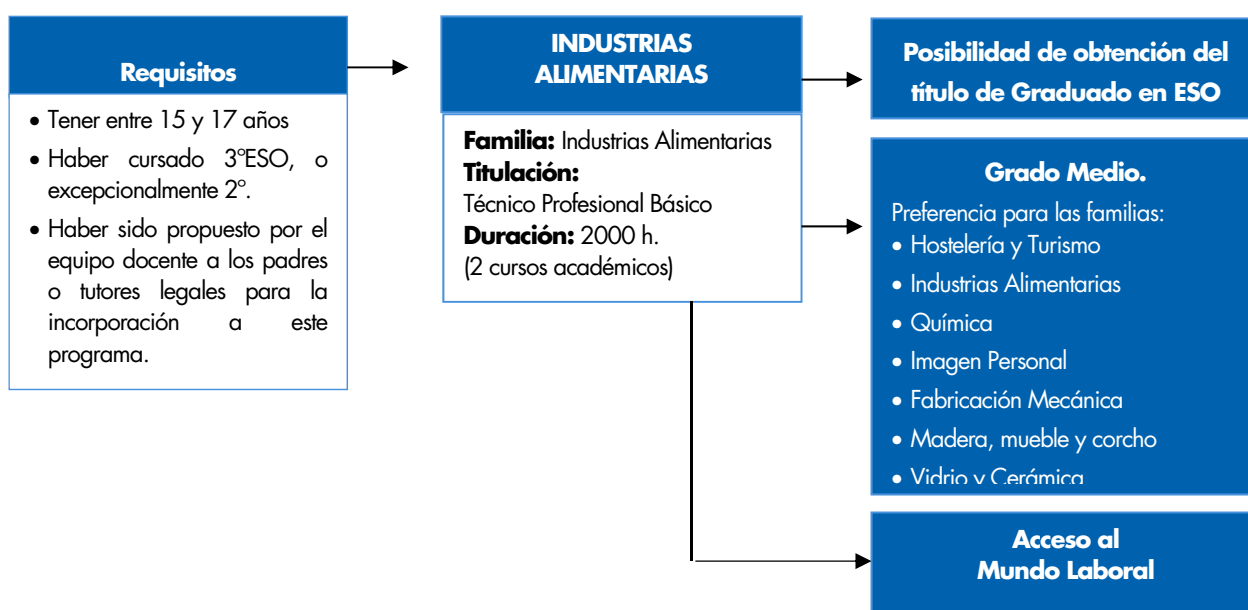 Requisitos
• Tener entre 15 y 17 años
• Haber cursado 3ºESO, o
excepcionalmente 2º.
• Haber sido propuesto por el
equipo docente a los padres
o tutores legales para la
incorporación a este
programa.
INDUSTRIAS
ALIMENTARIAS
Familia: Industrias Alimentarias
Titulación:
Técnico Profesional Básico
Duración: 2000 h.
(2 cursos académicos)
Posibilidad de obtención del
título de Graduado en ESO
Grado Medio.
Preferencia para las familias:
• Hostelería y Turismo
• Industrias Alimentarias
• Química
• Imagen Personal
• Fabricación Mecánica
• Madera, mueble y corcho
• Vidrio y Cerámica
Acceso al
Mundo Laboral